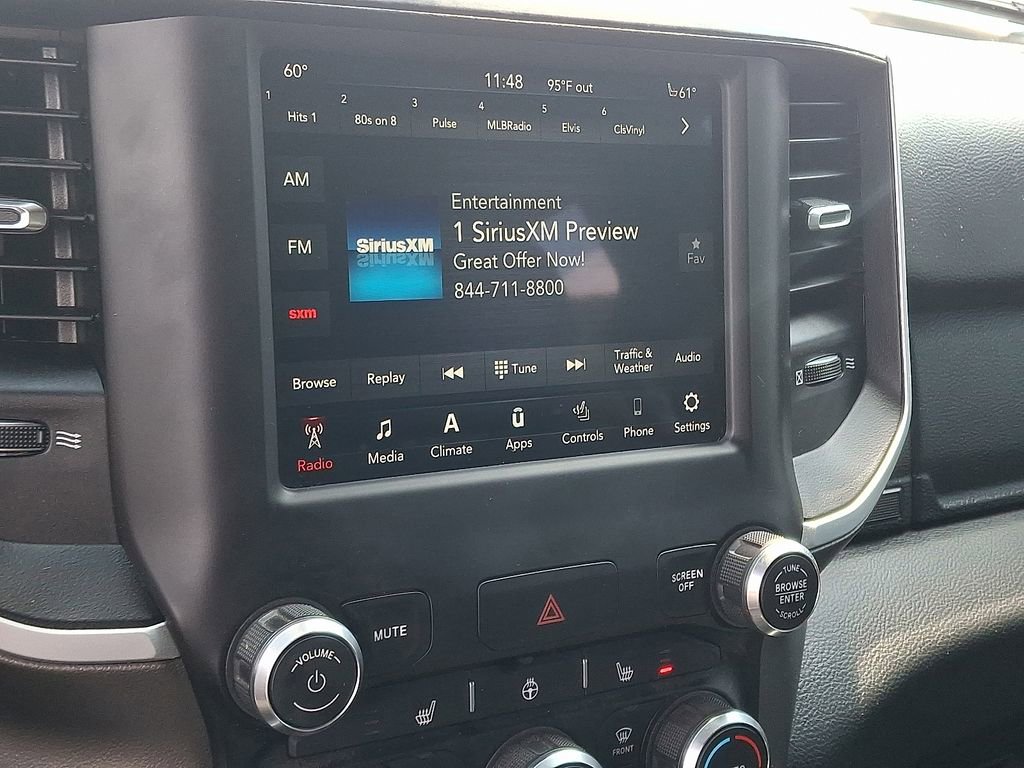 60°
11:48
95°F out
61°
1 Hits 1
2 80s on 8
3 Pulse
4 MLBRadio
5 Elvis
6 ClsVinyl
AM
FM
sxm
SiriusXM
Entertainment
1 SiriusXM Preview
Great Offer Now!
844-711-8800
Fav
Browse
Replay
Tune
Traffic &
Weather
Audio
Radio
Media
A
Climate
Apps
Controls
Phone
Settings
SCREEN
OFF
TUNE
BROWSE
ENTER
SCROLL
MUTE
VOLUME
FRONT